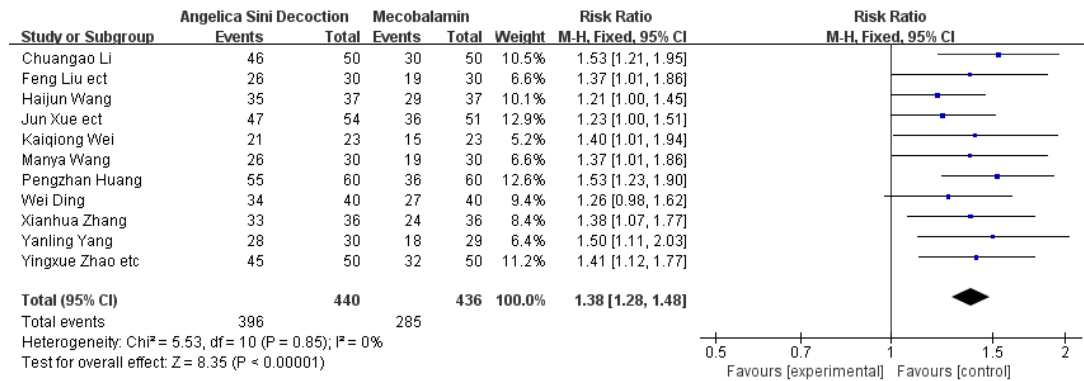 Angelica Sini Decoction Mecobalamin Risk Ratio Risk Ratio
Study or Subgroup Events Total Events Total Weight M-H, Fixed, 95% CI M-H, Fixed, 95% CI
Chuangao Li 46 50 30 50 10.5% 1.53 [1.21, 1.95]
Feng Liu ect 26 30 19 30 6.6% 1.37 [1.01, 1.86]
Haijun Wang 35 37 29 37 10.1% 1.21 [1.00, 1.45]
Jun Xue ect 47 54 36 51 12.9% 1.23 [1.00, 1.51]
Kaiqiong Wei 21 23 15 23 5.2% 1.40 [1.01, 1.94]
Manya Wang 26 30 19 30 6.6% 1.37 [1.01, 1.86]
Pengzhan Huang 55 60 36 60 12.6% 1.53 [1.23, 1.90]
Wei Ding 34 40 27 40 9.4% 1.26 [0.98, 1.62]
Xianhua Zhang 33 36 24 36 8.4% 1.38 [1.07, 1.77]
Yanling Yang 28 30 18 29 6.4% 1.50 [1.11, 2.03]
Yingxue Zhao etc 45 50 32 50 11.2% 1.41 [1.12, 1.77]
Total (95% CI) 440 436 100.0% 1.38 [1.28, 1.48]
Total events 396 285
Heterogeneity: Chi² = 5.53, df = 10 (P = 0.85); I² = 0%
Test for overall effect: Z = 8.35 (P < 0.00001)
0.5 0.7 1 1.5 2
Favours [experimental] Favours [control]